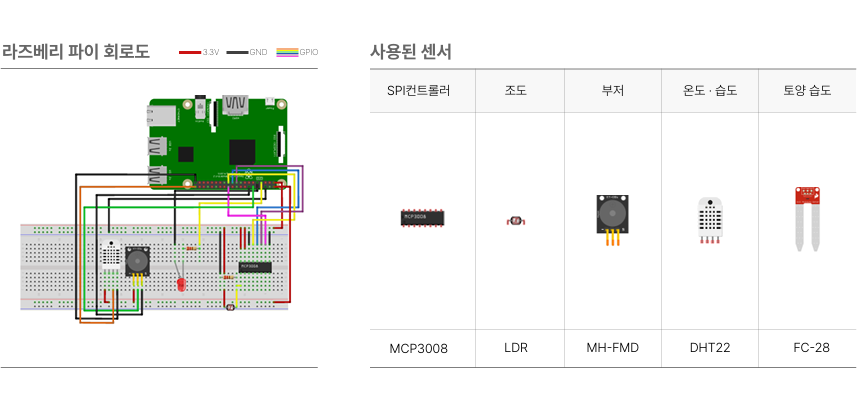 라즈베리 파이 회로도
3.3V
GND
GPIO
사용된 센서
SPI컨트롤러
조도
부저
온도 · 습도
토양 습도
MCP3008
MCP3008
MCP3008
LDR
MH-FMD
DHT22
FC-28